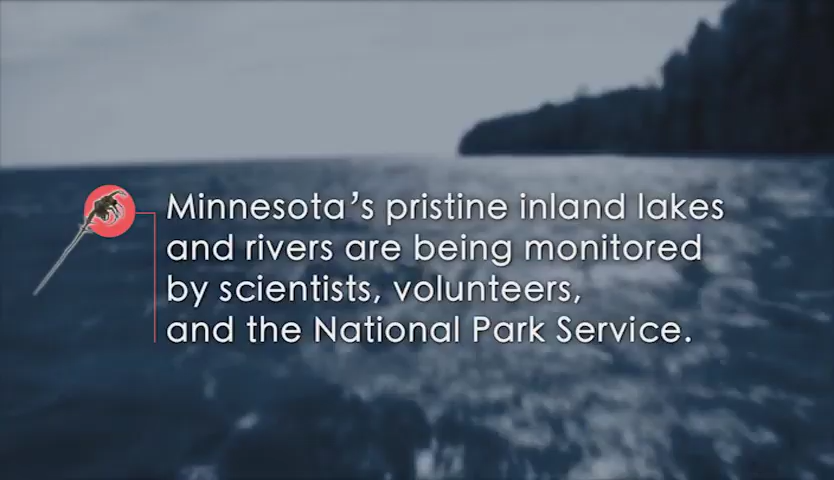 Minnesota’s pristine inland lakes
and rivers are being monitored
by scientists, volunteers,
and the National Park Service.